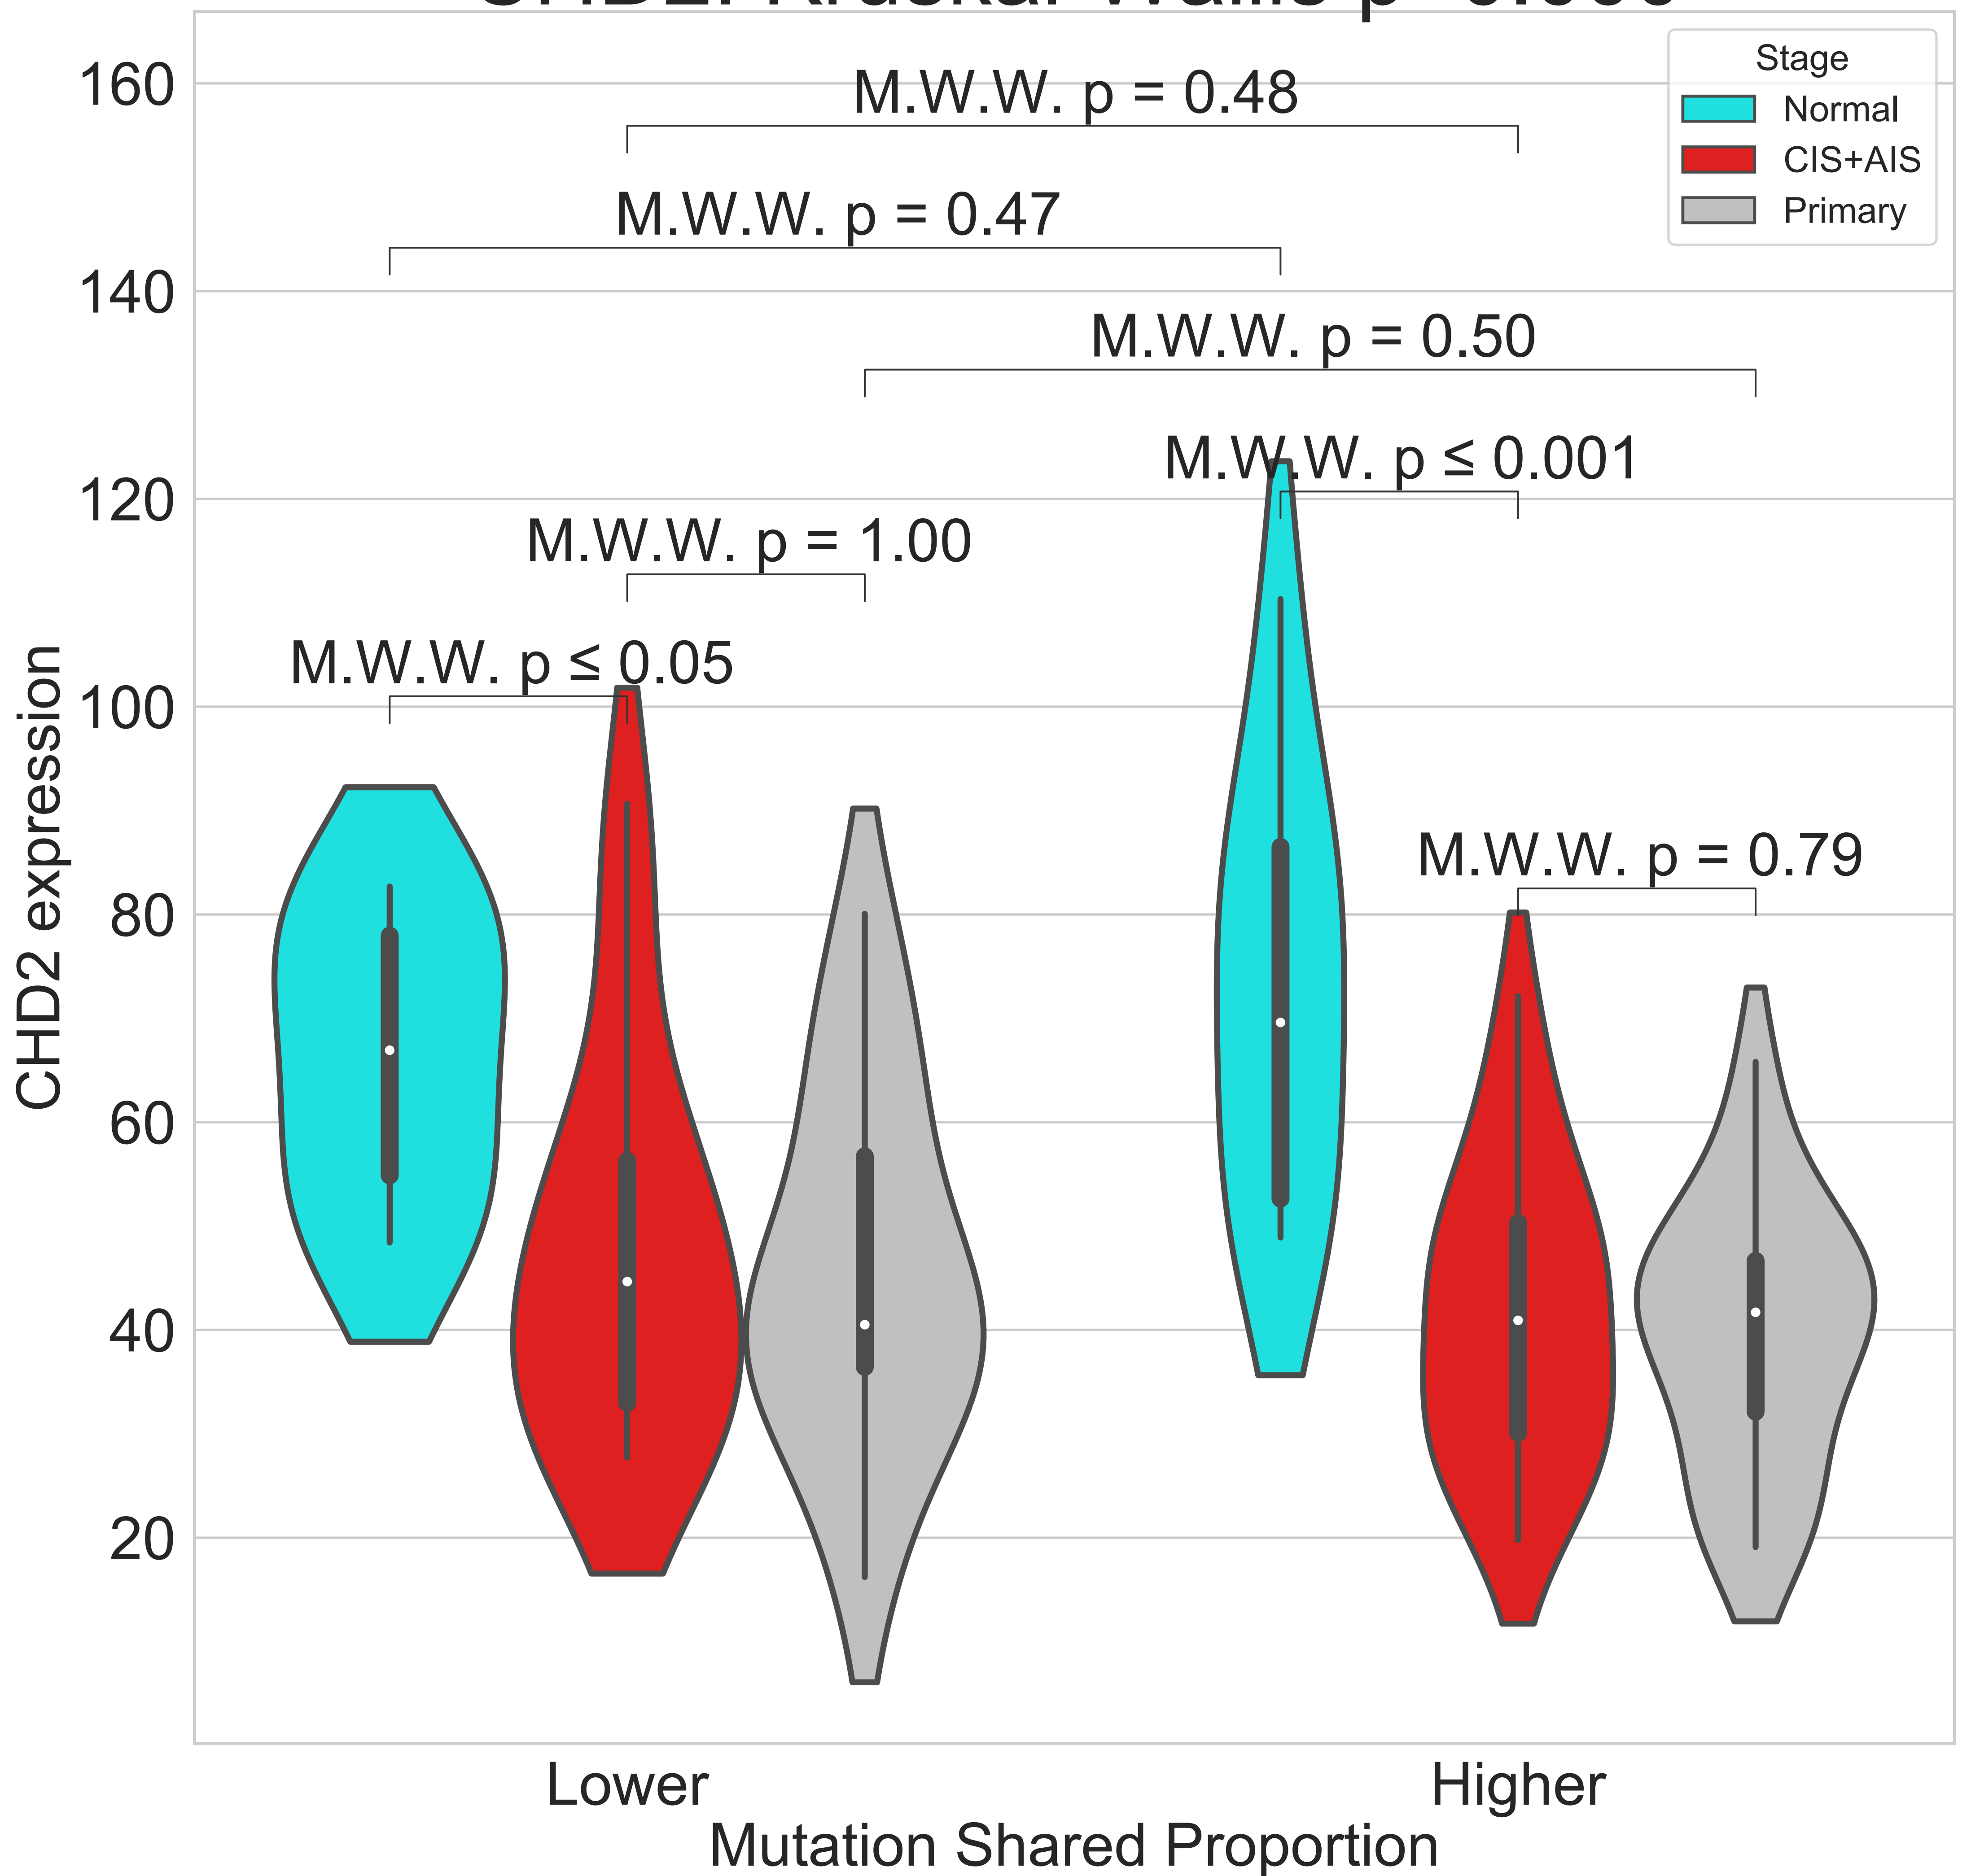 Stage
Normal
CIS+AIS
Primary
M.W.W. p = 0.48
M.W.W. p = 0.47
M.W.W. p = 0.50
M.W.W. p ≤ 0.001
M.W.W. p = 1.00
M.W.W. p ≤ 0.05
M.W.W. p = 0.79
160
140
120
100
80
60
40
20
CHD2 expression
Lower
Higher
Mutation Shared Proportion